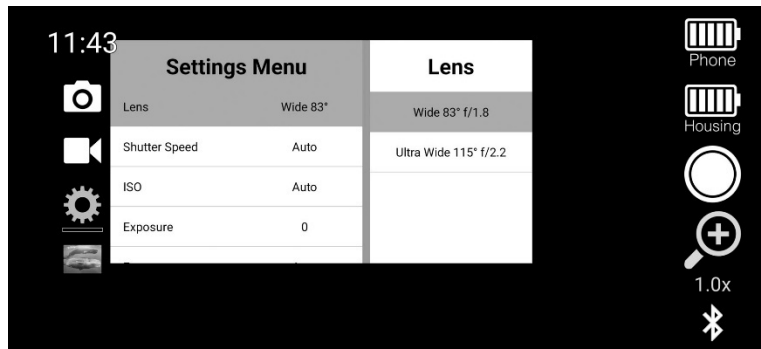 11:43
Settings Menu
Lens
Lens Wide 83°
Wide 83° f/1.8
Shutter Speed Auto
Ultra Wide 115° f/2.2
ISO Auto
Exposure 0
Phone
Housing
1.0x